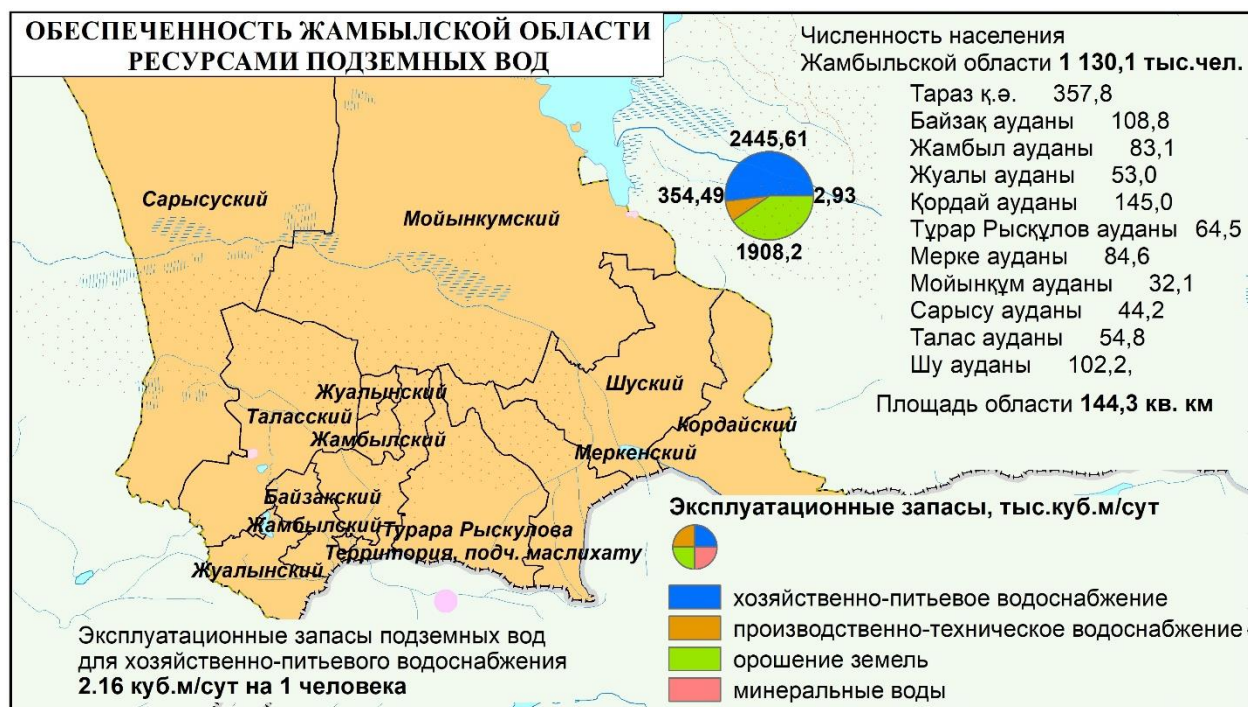 ОБЕСПЕЧЕННОСТЬ ЖАМБЫЛСКОЙ ОБЛАСТИ
РЕСУРСАМИ ПОДЗЕМНЫХ ВОД
Численность населения
Жамбыльской области 1 130,1 тыс.чел.
Тараз қ.ә. 357,8
Байзақ ауданы 108,8
Жамбыл ауданы 83,1
Жуалы ауданы 53,0
Қордай ауданы 145,0
Тұрар Рысқұлов ауданы 64,5
Мерке ауданы 84,6
Мойынқұм ауданы 32,1
Сарысу ауданы 44,2
Талас ауданы 54,8
Шу ауданы 102,2,
Площадь области 144,3 кв. км
2445,61
354,49
2,93
1908,2
Сарысуский
Мойынкумский
Жуалынский
Шуский
Таласский
Жамбылский
Кордайский
Меркенский
Байзакский
Жамбылский
Турара Рыскулова
Территория, подч. маслихату
Жуалынский
Эксплуатационные запасы подземных вод
для хозяйственно-питьевого водоснабжения
2.16 куб.м/сут на 1 человека
Эксплуатационные запасы, тыс.куб.м/сут
хозяйственно-питьевое водоснабжение
производственно-техническое водоснабжение
орошение земель
минеральные воды